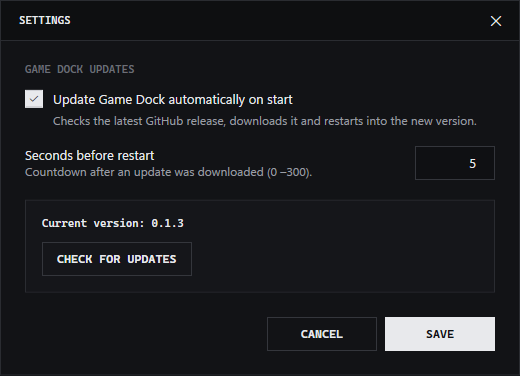 SETTINGS
GAME DOCK UPDATES
Update Game Dock automatically on start
Checks the latest GitHub release, downloads it and restarts into the new version.
Seconds before restart
5
Countdown after an update was downloaded (0 –300).
Current version: 0.1.3
CHECK FOR UPDATES
CANCEL
SAVE